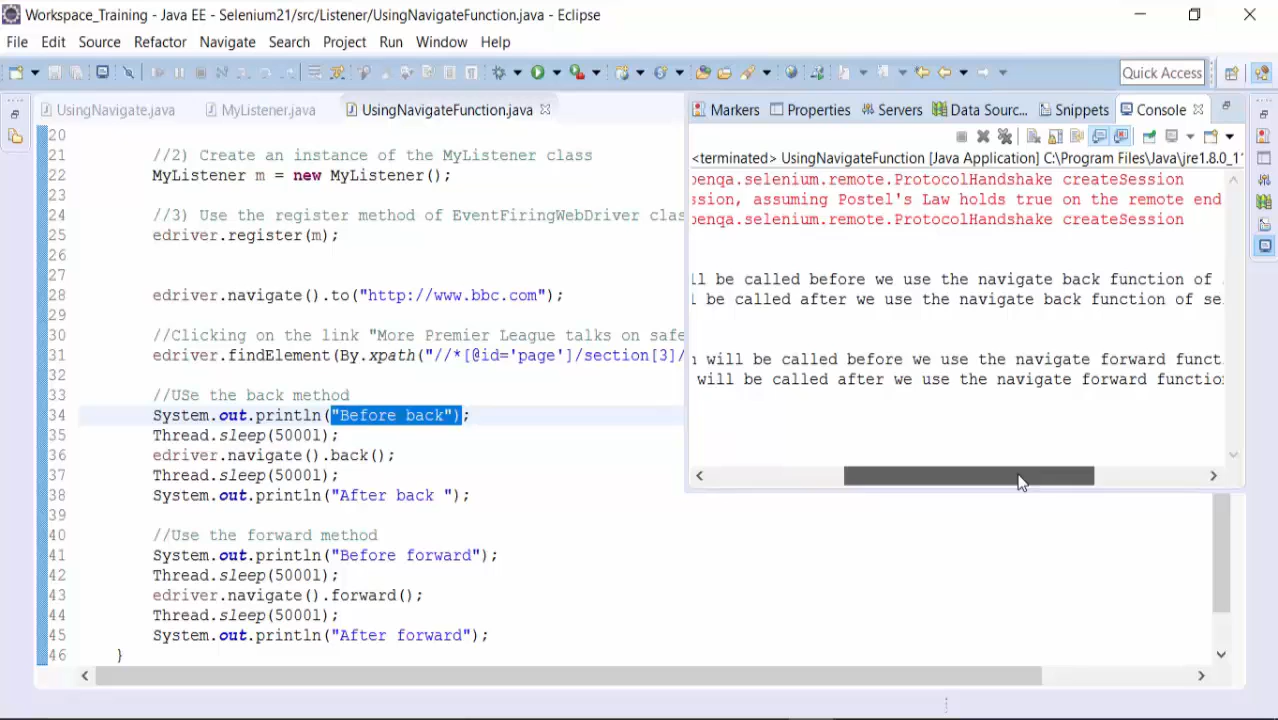 Workspace_Training - Java EE - Selenium21/src/Listener/UsingNavigateFunction.java - Eclipse
File Edit Source Refactor Navigate Search Project Run Window Help
Quick Access
UsingNavigate.java MyListener.java UsingNavigateFunction.java
Markers Properties Servers Data Sourc... Snippets Console
<terminated> UsingNavigateFunction [Java Application] C:\Program Files\Java\jre1.8.0_1
penqa.selenium.remote.ProtocolHandshake createSession
ssion, assuming Postel's Law holds true on the remote end
penqa.selenium.remote.ProtocolHandshake createSession
ll be called before we use the navigate back function of
l be called after we use the navigate back function of se
n will be called before we use the navigate forward funct
will be called after we use the navigate forward functio
20
21 //2) Create an instance of the MyListener class
22 MyListener m = new MyListener();
23
24 //3) Use the register method of EventFiringWebDriver clas
25 edriver.register(m);
26
27
28 edriver.navigate().to("http://www.bbc.com");
29
30 //Clicking on the link "More Premier League talks on safe
31 edriver.findElement(By.xpath("//*[@id='page']/section[3]/
32
33 //USe the back method
34 System.out.println("Before back");
35 Thread.sleep(5000l);
36 edriver.navigate().back();
37 Thread.sleep(5000l);
38 System.out.println("After back ");
39
40 //Use the forward method
41 System.out.println("Before forward");
42 Thread.sleep(5000l);
43 edriver.navigate().forward();
44 Thread.sleep(5000l);
45 System.out.println("After forward");
46 }